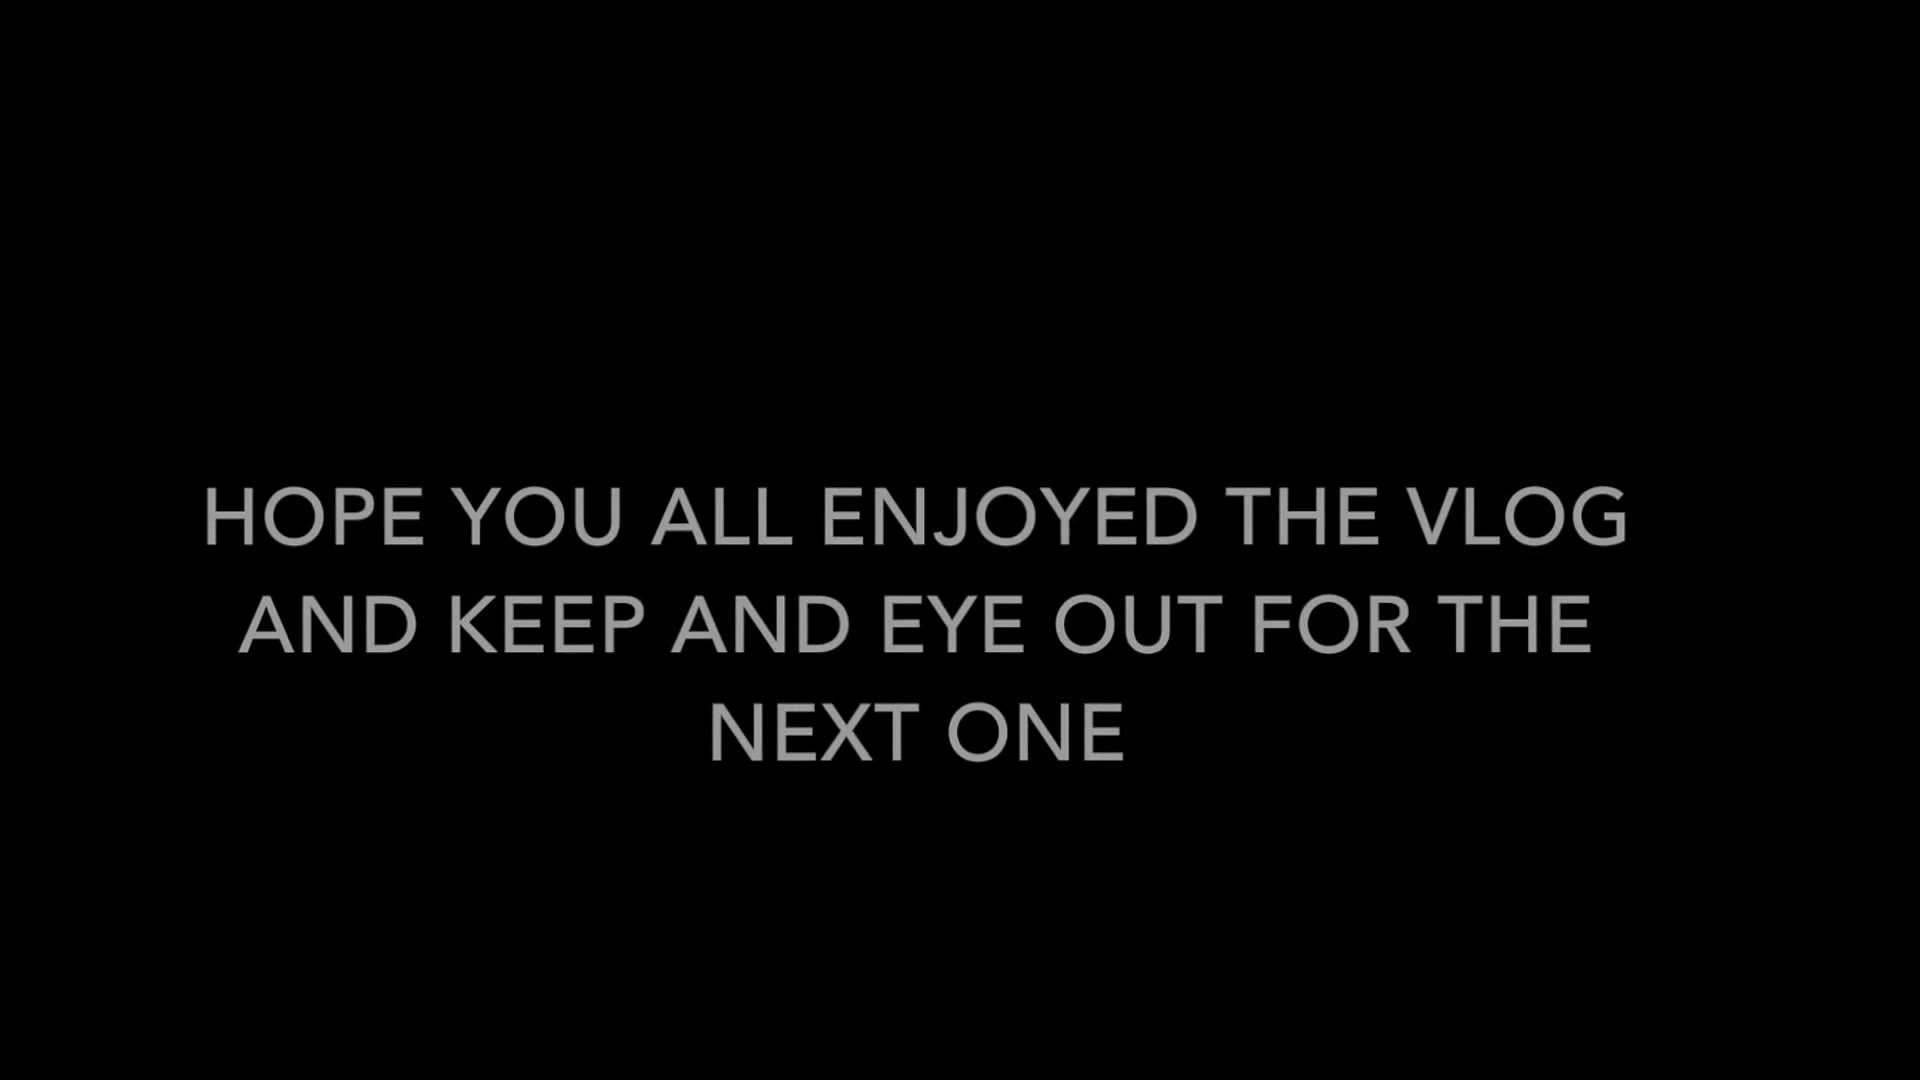 HOPE YOU ALL ENJOYED THE VLOG
AND KEEP AND EYE OUT FOR THE
NEXT ONE